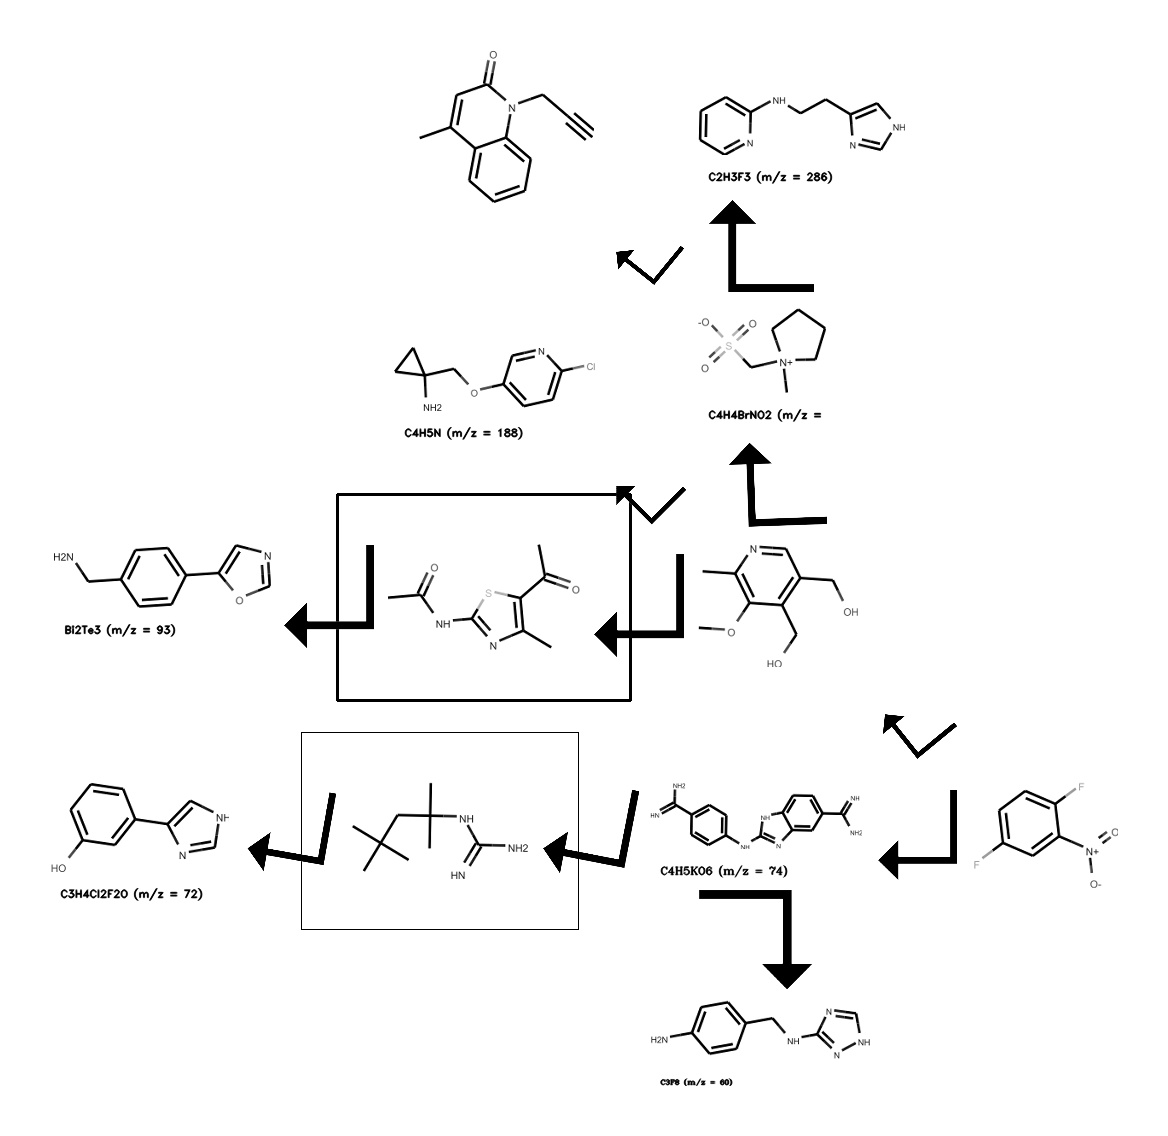 O
N
NH
N
N
NH
C2H3F3 (m/z = 286)
-O
O
S
O
N+
C4H4BrNO2 (m/z =
N
Cl
O
NH2
C4H5N (m/z = 188)
H2N
N
O
BI2Te3 (m/z = 93)
O
S
O
NH
N
N
OH
O
HO
HO
NH
N
C3H4Cl2F2O (m/z = 72)
NH
NH2
HN
NH2
HN
NH
NH
N
NH
NH2
C4H5KO6 (m/z = 74)
F
F
N+
O
O-
H2N
NH
N
N
NH
C3F8 (m/z = 60)